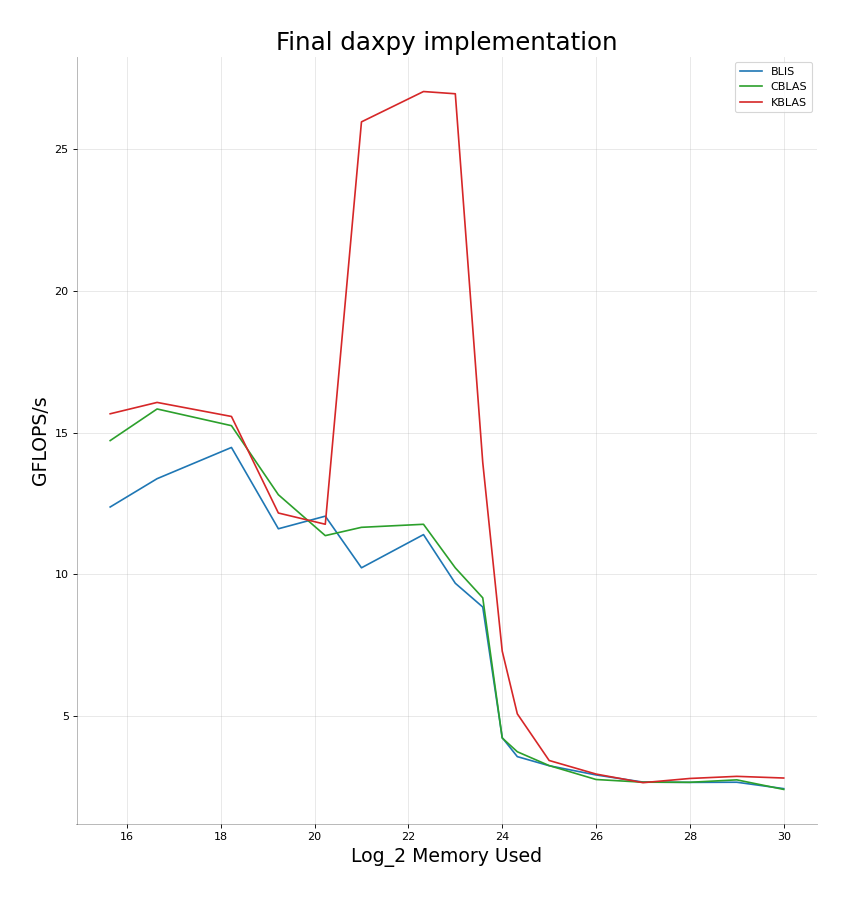 Final daxpy implementation
BLIS
CBLAS
KBLAS
25
20
15
10
5
GFLOPS/s
16 18 20 22 24 26 28 30
Log_2 Memory Used